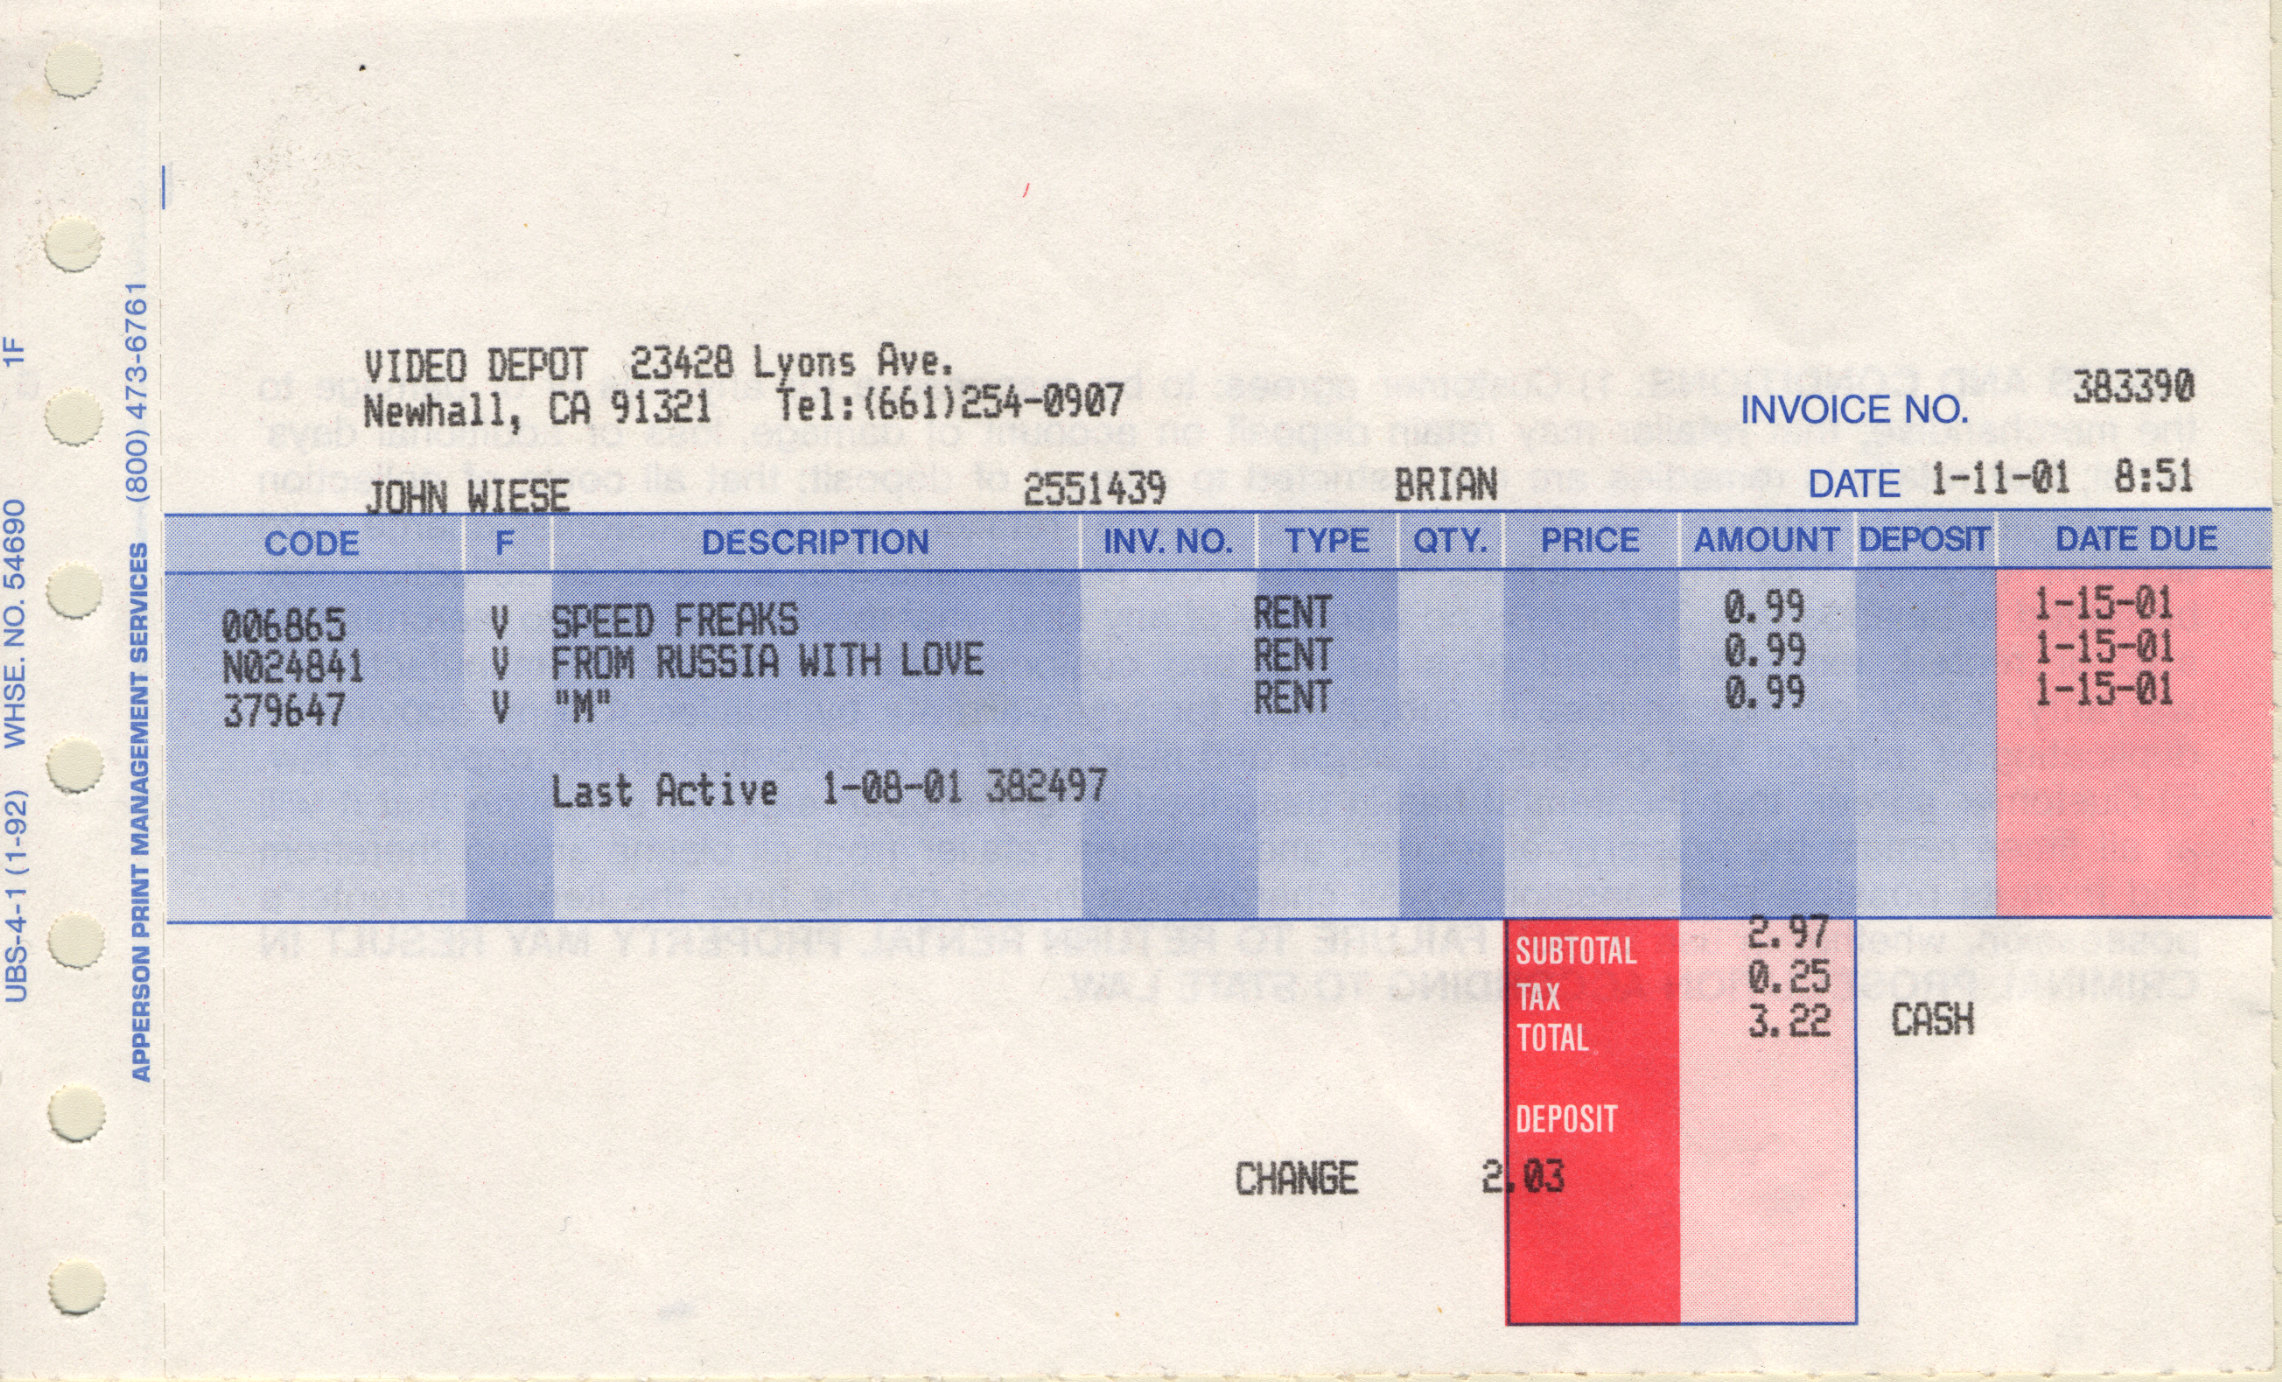 VIDEO DEPOT 23428 Lyons Ave.
Newhall, CA 91321 Tel:(661)254-0907
INVOICE NO. 383390
JOHN WIESE 2551439 BRIAN DATE 1-11-01 8:51
CODE F DESCRIPTION INV. NO. TYPE QTY. PRICE AMOUNT DEPOSIT DATE DUE
006865 V SPEED FREAKS RENT 0.99 1-15-01
N024841 V FROM RUSSIA WITH LOVE RENT 0.99 1-15-01
379647 V "M" RENT 0.99 1-15-01
Last Active 1-08-01 382497
SUBTOTAL 2.97
TAX 0.25
TOTAL 3.22 CASH
DEPOSIT
CHANGE 2.03
UBS-4-1 (1-92) WHSE. NO. 54690 1F
APPERSON PRINT MANAGEMENT SERVICES (800) 473-6761